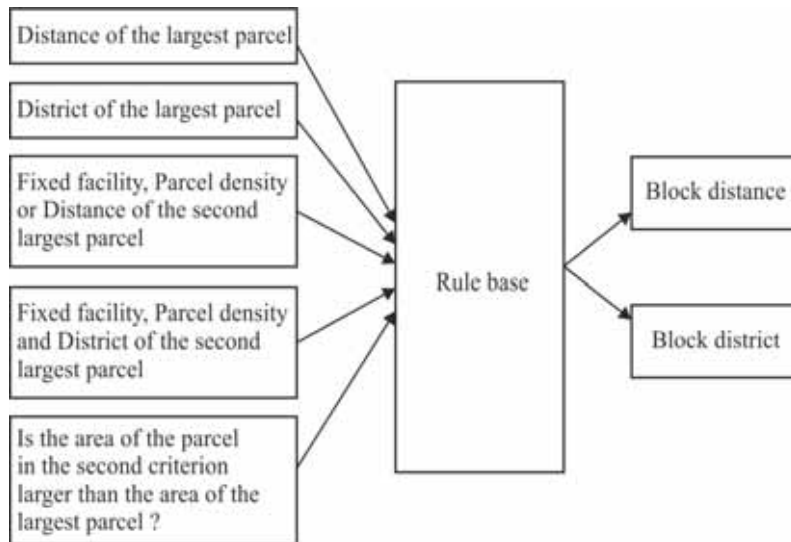 Distance of the largest parcel
District of the largest parcel
Fixed facility, Parcel density
or Distance of the second
largest parcel
Fixed facility, Parcel density
and District of the second
largest parcel
Is the area of the parcel
in the second criterion
larger than the area of the
largest parcel ?
Rule base
Block distance
Block district